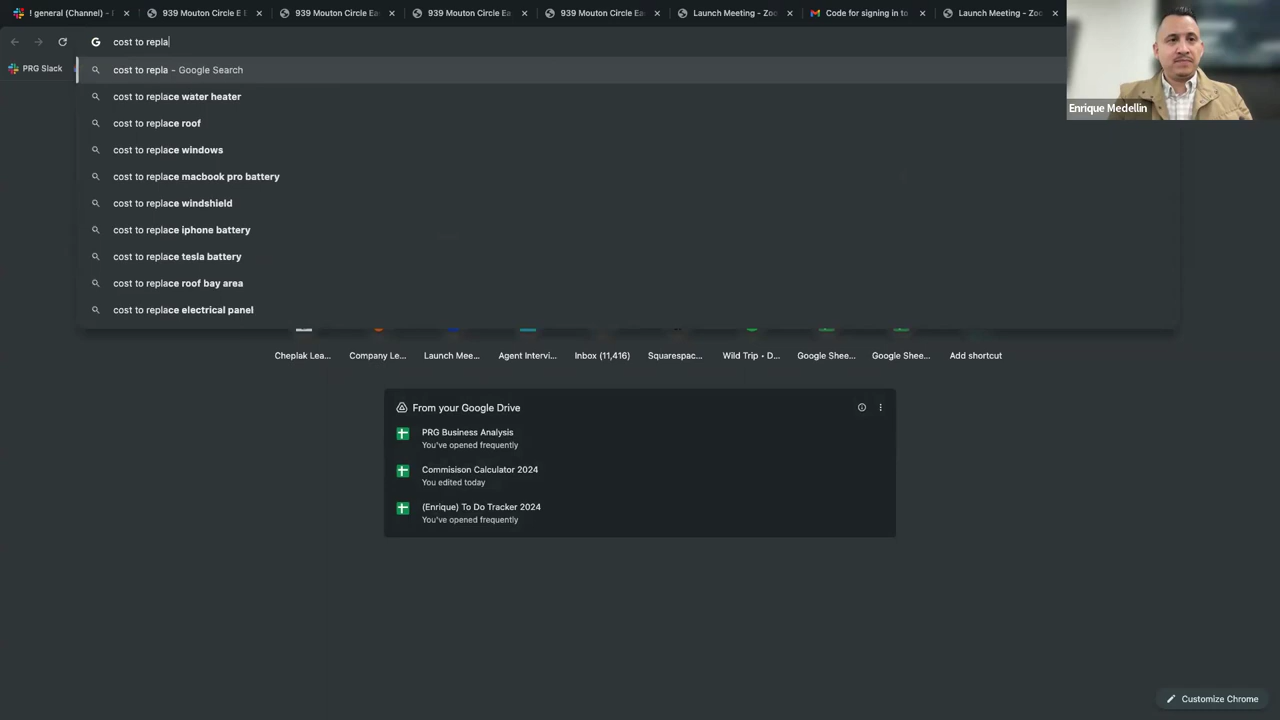 ! general (Channel) -
939 Mouton Circle E E
939 Mouton Circle Eas
939 Mouton Circle Eas
939 Mouton Circle Eas
Launch Meeting - Zoo
Code for signing in to
Launch Meeting - Zoo
cost to repla
PRG Slack
cost to repla - Google Search
cost to replace water heater
cost to replace roof
cost to replace windows
cost to replace macbook pro battery
cost to replace windshield
cost to replace iphone battery
cost to replace tesla battery
cost to replace roof bay area
cost to replace electrical panel
Enrique Medellin
Cheplak Lea...
Company Le...
Launch Mee...
Agent Intervi...
Inbox (11,416)
Squarespac...
Wild Trip • D...
Google Shee...
Google Shee...
Add shortcut
From your Google Drive
PRG Business Analysis
You've opened frequently
Commisison Calculator 2024
You edited today
(Enrique) To Do Tracker 2024
You've opened frequently
Customize Chrome